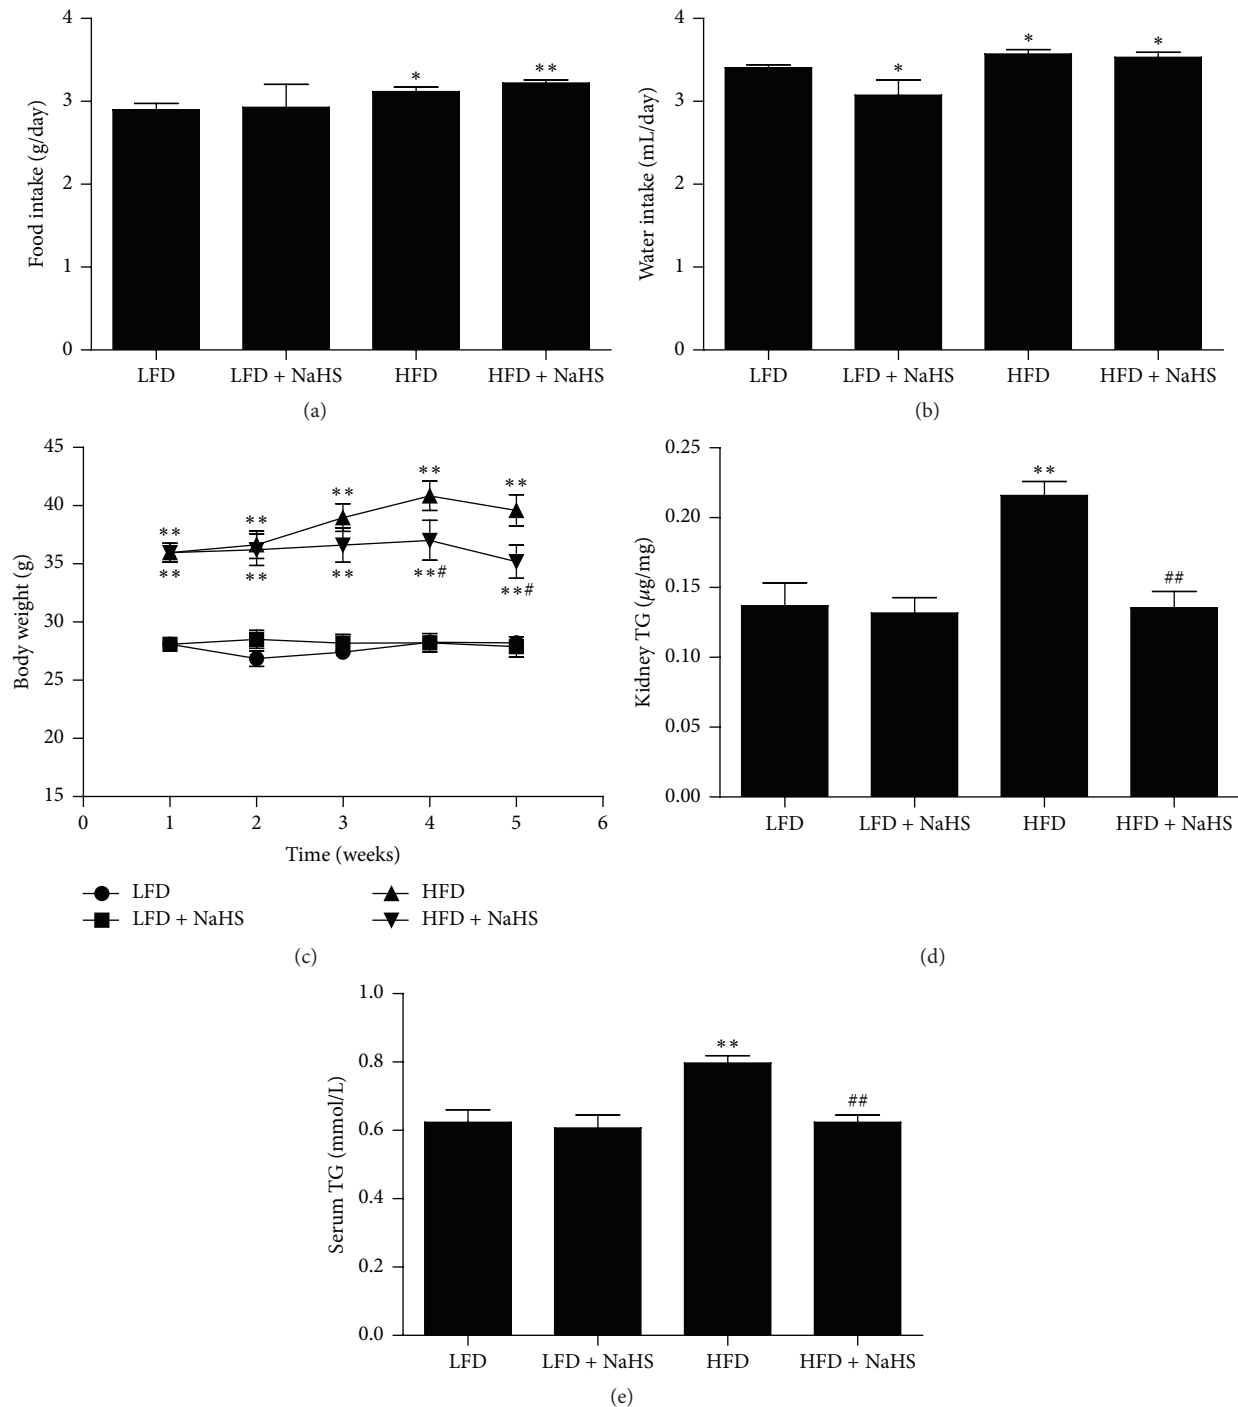 4
3
2
1
0
Food intake (g/day)
*
**
LFD
LFD + NaHS
HFD
HFD + NaHS
(a)
4
3
2
1
0
Water intake (mL/day)
*
*
*
LFD
LFD + NaHS
HFD
HFD + NaHS
(b)
45
40
35
30
25
20
15
Body weight (g)
**
**
**
**
**
**
**
**
**#
**#
0
1
2
3
4
5
6
Time (weeks)
LFD
LFD + NaHS
HFD
HFD + NaHS
(c)
0.25
0.20
0.15
0.10
0.05
0.00
Kidney TG (μg/mg)
**
##
LFD
LFD + NaHS
HFD
HFD + NaHS
(d)
1.0
0.8
0.6
0.4
0.2
0.0
Serum TG (mmol/L)
**
##
LFD
LFD + NaHS
HFD
HFD + NaHS
(e)